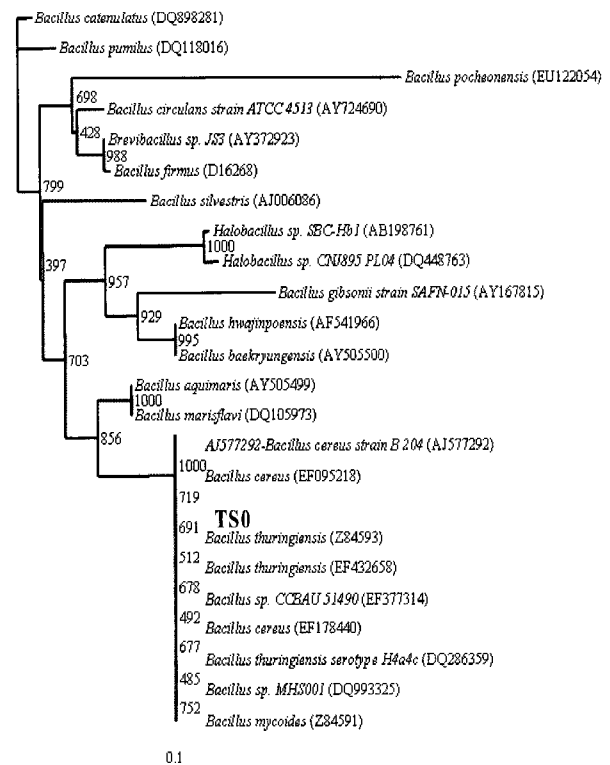 Bacillus catenulatus (DQ898281)
Bacillus pumilus (DQ118016)
Bacillus pocheonensis (EU122054)
698
Bacillus circulans strain ATCC 4513 (AY724690)
428
Brevibacillus sp. JS3 (AY372923)
988
Bacillus firmus (D16268)
799
Bacillus silvestris (AJ006086)
Halobacillus sp. SBC-Hb1 (AB198761)
1000
Halobacillus sp. CNJ895 PL04 (DQ448763)
397
957
Bacillus gibsonii strain SAFN-015 (AY167815)
929
Bacillus hwajinpoensis (AF541966)
995
Bacillus baekryungensis (AY505500)
703
Bacillus aquimaris (AY505499)
1000
Bacillus marisflavi (DQ105973)
856
AJ577292-Bacillus cereus strain B 204 (AJ577292)
1000
Bacillus cereus (EF095218)
719
TS0
691
Bacillus thuringiensis (Z84593)
512
Bacillus thuringiensis (EF432658)
678
Bacillus sp. CCBAU 51490 (EF377314)
492
Bacillus cereus (EF178440)
677
Bacillus thuringiensis serotype H4a4c (DQ286359)
485
Bacillus sp. MHS001 (DQ993325)
752
Bacillus mycoides (Z84591)
0.1